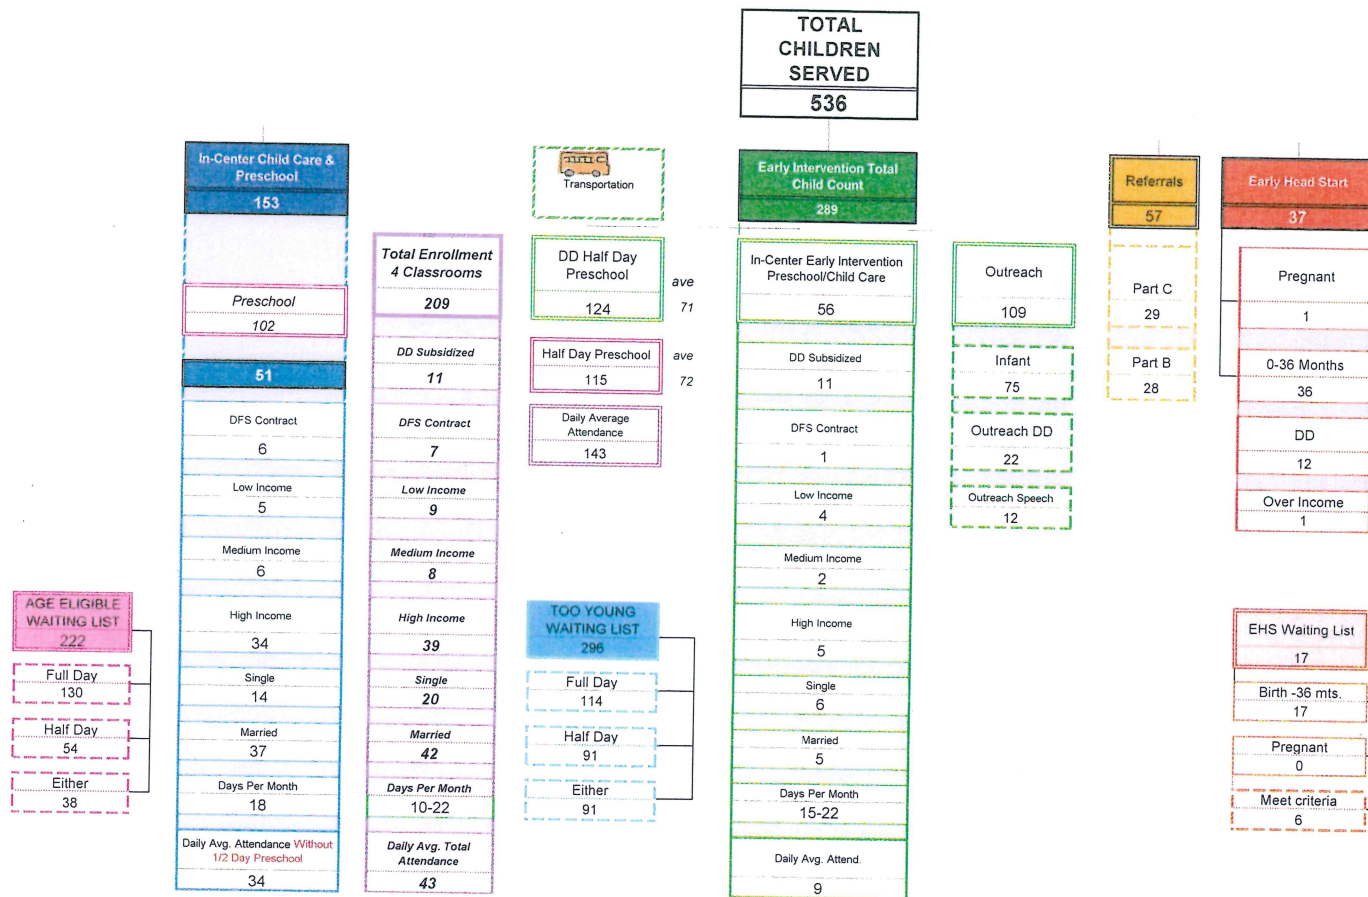 TOTAL
CHILDREN
SERVED
536
In-Center Child Care &
Preschool
153
Preschool
102
51
DFS Contract
6
Low Income
5
Medium Income
6
High Income
34
Single
14
Married
37
Days Per Month
18
Daily Avg. Attendance Without
1/2 Day Preschool
34
Total Enrollment
4 Classrooms
209
DD Subsidized
11
DFS Contract
7
Low Income
9
Medium Income
8
High Income
39
Single
20
Married
42
Days Per Month
10-22
Daily Avg. Total
Attendance
43
Transportation
DD Half Day
Preschool
124
ave
71
Half Day Preschool
115
ave
72
Daily Average
Attendance
143
Early Intervention Total
Child Count
289
In-Center Early Intervention
Preschool/Child Care
56
DD Subsidized
11
DFS Contract
1
Low Income
4
Medium Income
2
High Income
5
Single
6
Married
5
Days Per Month
15-22
Daily Avg. Attend.
9
Outreach
109
Infant
75
Outreach DD
22
Outreach Speech
12
Referrals
57
Part C
29
Part B
28
Early Head Start
37
Pregnant
1
0-36 Months
36
DD
12
Over Income
1
AGE ELIGIBLE
WAITING LIST
222
Full Day
130
Half Day
54
Either
38
TOO YOUNG
WAITING LIST
296
Full Day
114
Half Day
91
Either
91
EHS Waiting List
17
Birth -36 mts.
17
Pregnant
0
Meet criteria
6